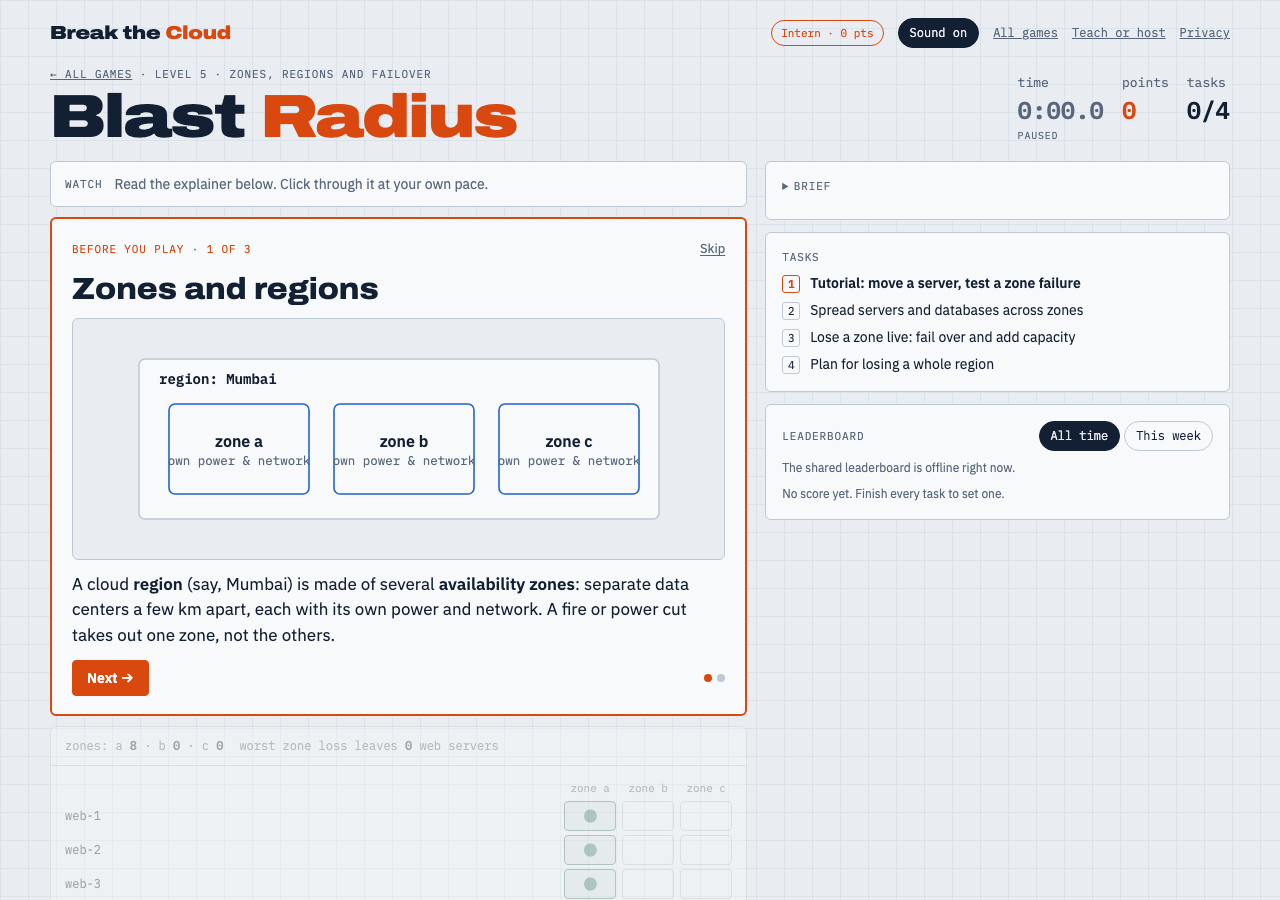 Break the Cloud
Intern · 0 pts
Sound on
All games
Teach or host
Privacy
← ALL GAMES · LEVEL 5 · ZONES, REGIONS AND FAILOVER
Blast Radius
time
points
tasks
0:00.0
0
0/4
PAUSED
WATCH Read the explainer below. Click through it at your own pace.
BEFORE YOU PLAY · 1 OF 3
Skip
Zones and regions
region: Mumbai
zone a
zone b
zone c
own power & network
own power & network
own power & network
A cloud region (say, Mumbai) is made of several availability zones: separate data
centers a few km apart, each with its own power and network. A fire or power cut
takes out one zone, not the others.
Next →
zones: a 8 · b 0 · c 0 worst zone loss leaves 0 web servers
zone a zone b zone c
web-1
web-2
web-3
▶ BRIEF
TASKS
1 Tutorial: move a server, test a zone failure
2 Spread servers and databases across zones
3 Lose a zone live: fail over and add capacity
4 Plan for losing a whole region
LEADERBOARD
All time
This week
The shared leaderboard is offline right now.
No score yet. Finish every task to set one.